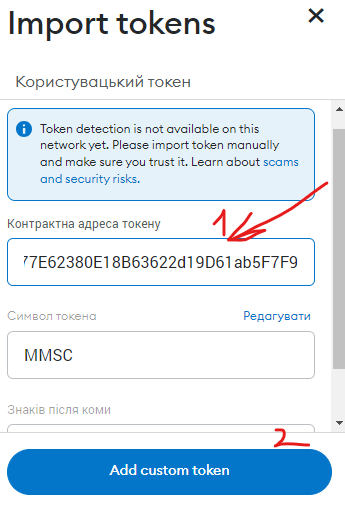 Import tokens
Користувацький токен
Token detection is not available on this
network yet. Please import token manually
and make sure you trust it. Learn about scams
and security risks.
1
Контрактна адреса токену
77E62380E18B63622d19D61ab5F7F9
Символ токена Редагувати
MMSC
Знаків після коми
2
Add custom token